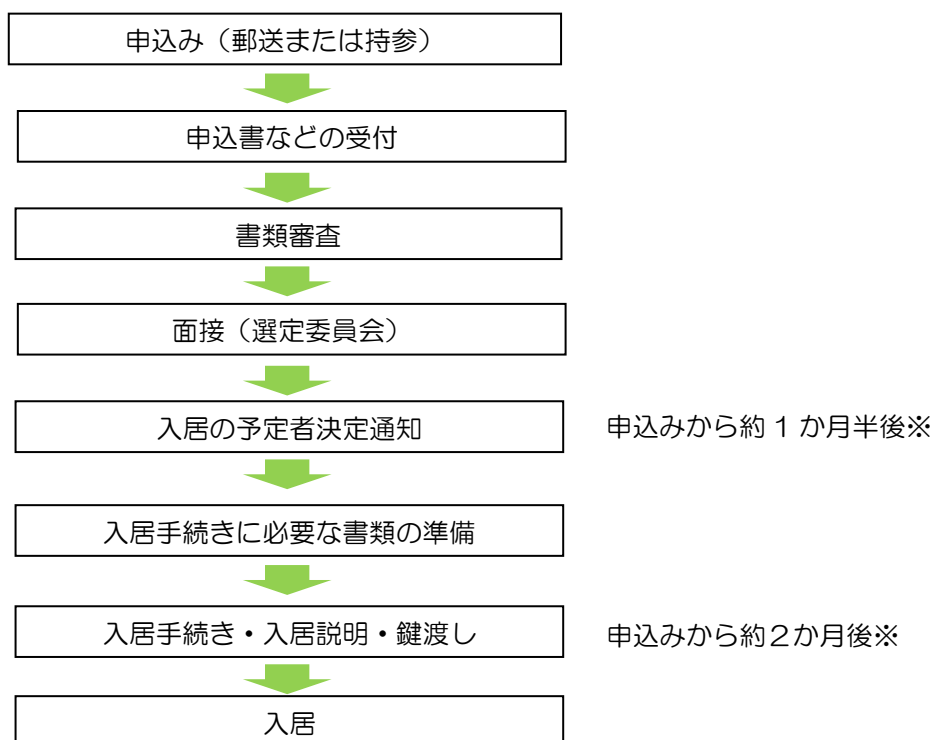 申込み（郵送または持参）
申込書などの受付
書類審査
面接（選定委員会）
入居の予定者決定通知
申込みから約 1 か月半後※
入居手続きに必要な書類の準備
入居手続き・入居説明・鍵渡し
申込みから約２か月後※
入居